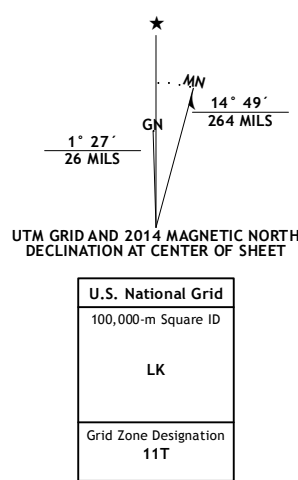 MN
GN
1° 27´
26 MILS
14° 49´
264 MILS
UTM GRID AND 2014 MAGNETIC NORTH
DECLINATION AT CENTER OF SHEET
U.S. National Grid
100,000-m Square ID
LK
Grid Zone Designation
11T